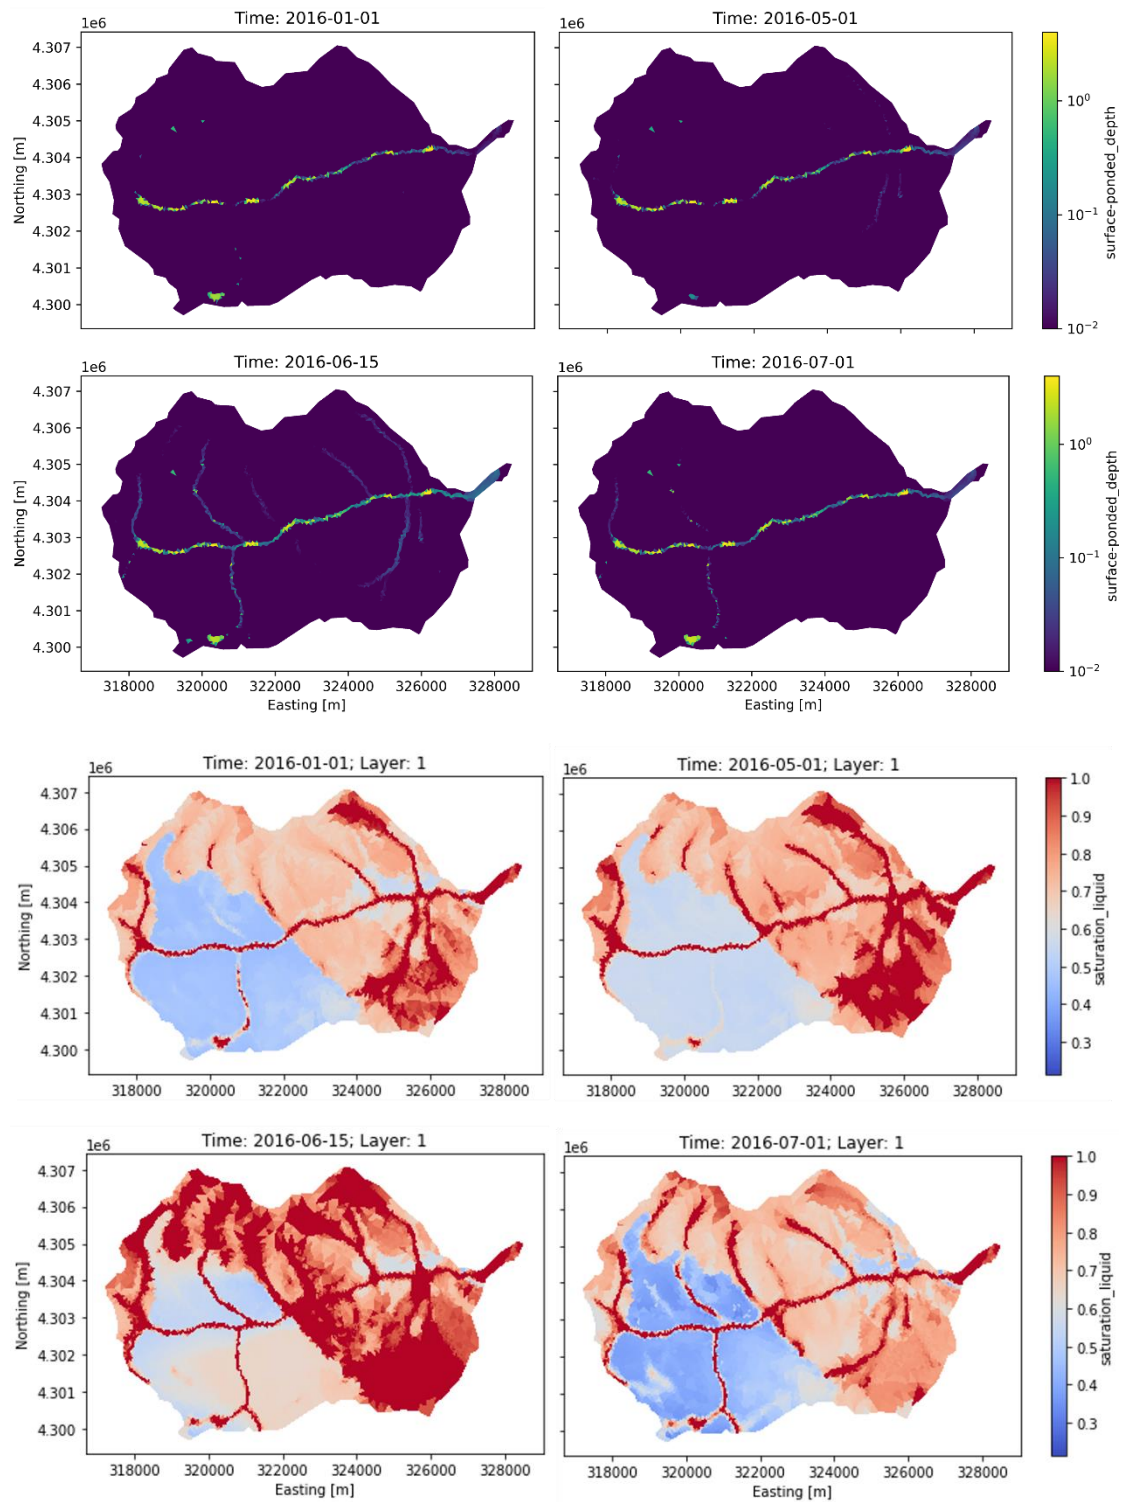 Time: 2016-01-01
Time: 2016-05-01
1e6
1e6
4.307
4.306
4.305
4.304
4.303
4.302
4.301
4.300
Northing [m]
10^0
10^-1
10^-2
surface-ponded_depth
Time: 2016-06-15
Time: 2016-07-01
1e6
1e6
4.307
4.306
4.305
4.304
4.303
4.302
4.301
4.300
Northing [m]
318000 320000 322000 324000 326000 328000
Easting [m]
318000 320000 322000 324000 326000 328000
Easting [m]
10^0
10^-1
10^-2
surface-ponded_depth
Time: 2016-01-01; Layer: 1
Time: 2016-05-01; Layer: 1
1e6
1e6
4.307
4.306
4.305
4.304
4.303
4.302
4.301
4.300
Northing [m]
318000 320000 322000 324000 326000 328000
318000 320000 322000 324000 326000 328000
1.0
0.9
0.8
0.7
0.6
0.5
0.4
0.3
saturation_liquid
Time: 2016-06-15; Layer: 1
Time: 2016-07-01; Layer: 1
1e6
1e6
4.307
4.306
4.305
4.304
4.303
4.302
4.301
4.300
Northing [m]
318000 320000 322000 324000 326000 328000
Easting [m]
318000 320000 322000 324000 326000 328000
Easting [m]
1.0
0.9
0.8
0.7
0.6
0.5
0.4
0.3
saturation_liquid